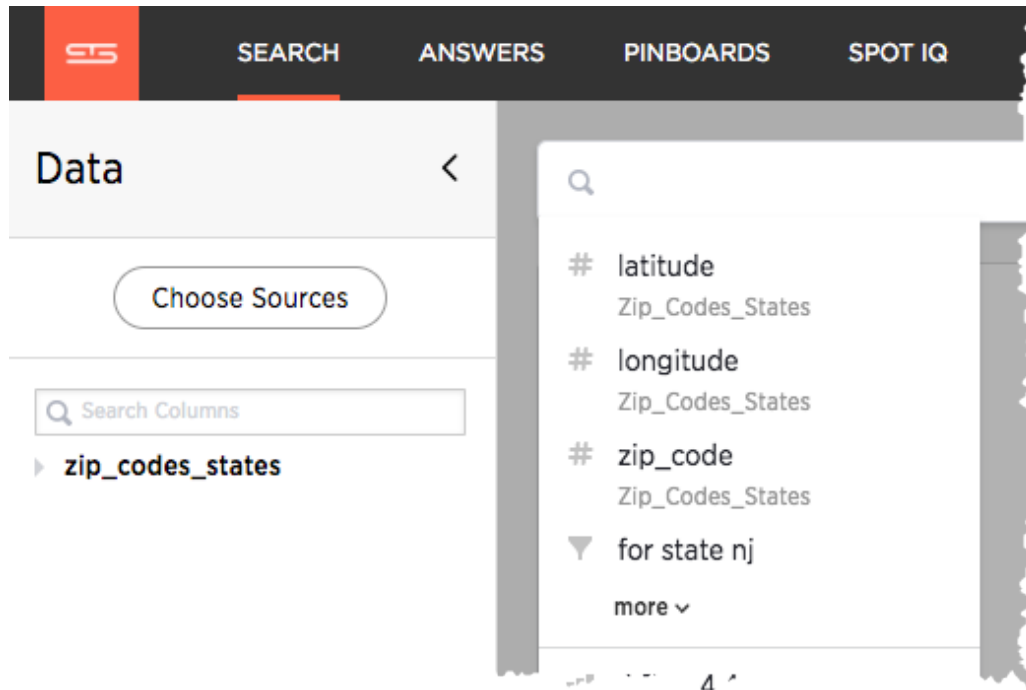 SEARCH ANSWERS PINBOARDS SPOT IQ
Data
Choose Sources
Search Columns
zip_codes_states
latitude
Zip_Codes_States
longitude
Zip_Codes_States
zip_code
Zip_Codes_States
for state nj
more